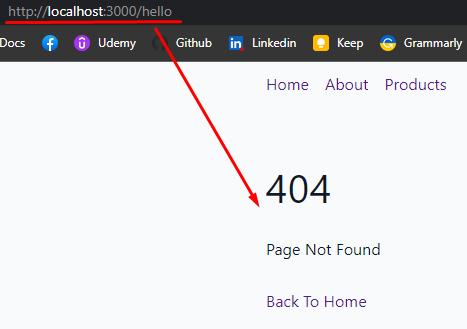 http://localhost:3000/hello
Docs Udemy Github Linkedin Keep Grammarly
Home About Products
404
Page Not Found
Back To Home